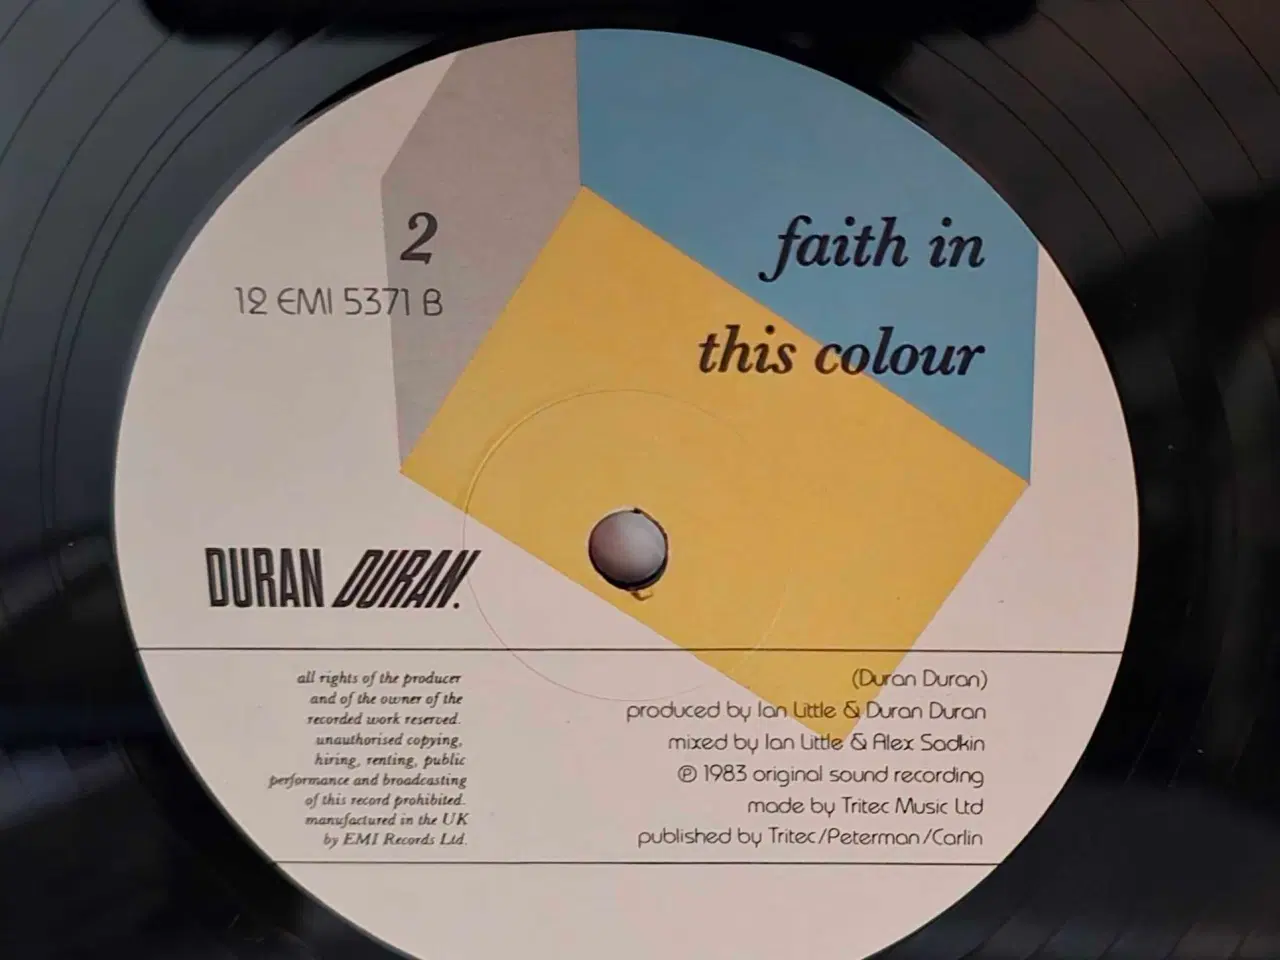 2
12 EMI 5371 B
faith in
this colour
DURAN DURAN.
all rights of the producer
and of the owner of the
recorded work reserved.
unauthorised copying,
hiring, renting, public
performance and broadcasting
of this record prohibited.
manufactured in the UK
by EMI Records Ltd.
(Duran Duran)
produced by Ian Little & Duran Duran
mixed by Ian Little & Alex Sadkin
℗ 1983 original sound recording
made by Tritec Music Ltd
published by Tritec/Peterman/Carlin